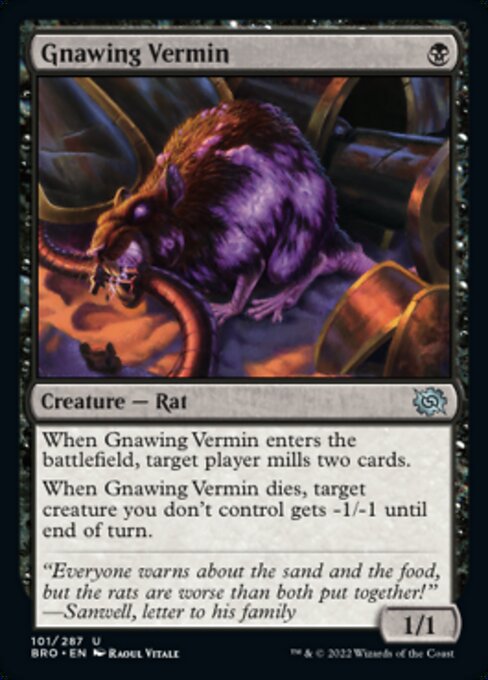 Gnawing Vermin
Creature — Rat
When Gnawing Vermin enters the
battlefield, target player mills two cards.
When Gnawing Vermin dies, target
creature you don't control gets -1/-1 until
end of turn.
"Everyone warns about the sand and the food,
but the rats are worse than both put together!"
—Sanwell, letter to his family
1/1
101/287 U
BRO • EN Raoul Vitale
™ & © 2022 Wizards of the Coast